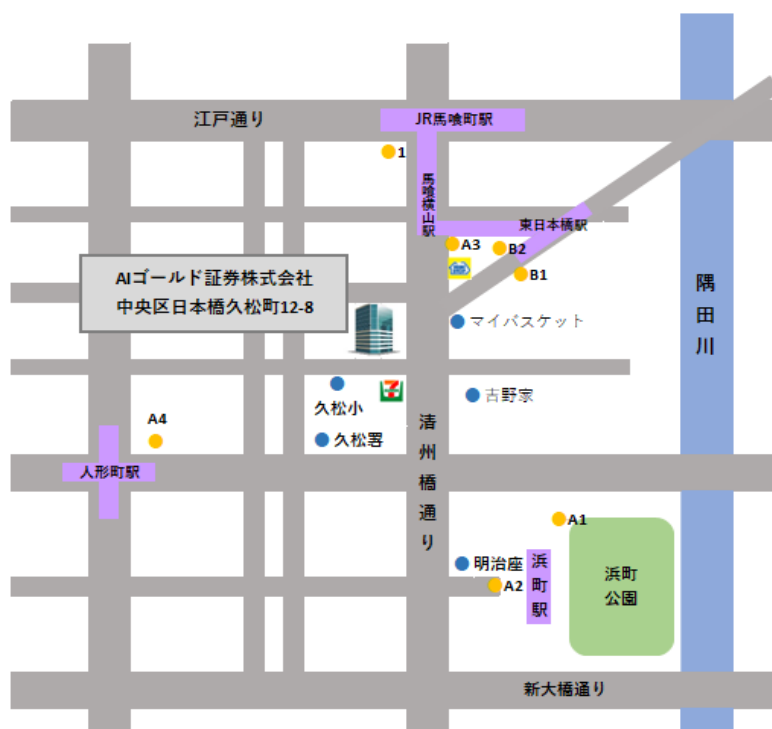 江戸通り
JR馬喰町駅
1
馬喰横山駅
東日本橋駅
A3
B2
B1
AIゴールド証券株式会社
中央区日本橋久松町12-8
隅田川
マイバスケット
7
久松小
吉野家
A4
久松署
清州橋通り
人形町駅
A1
明治座
浜町駅
A2
浜町
公園
新大橋通り